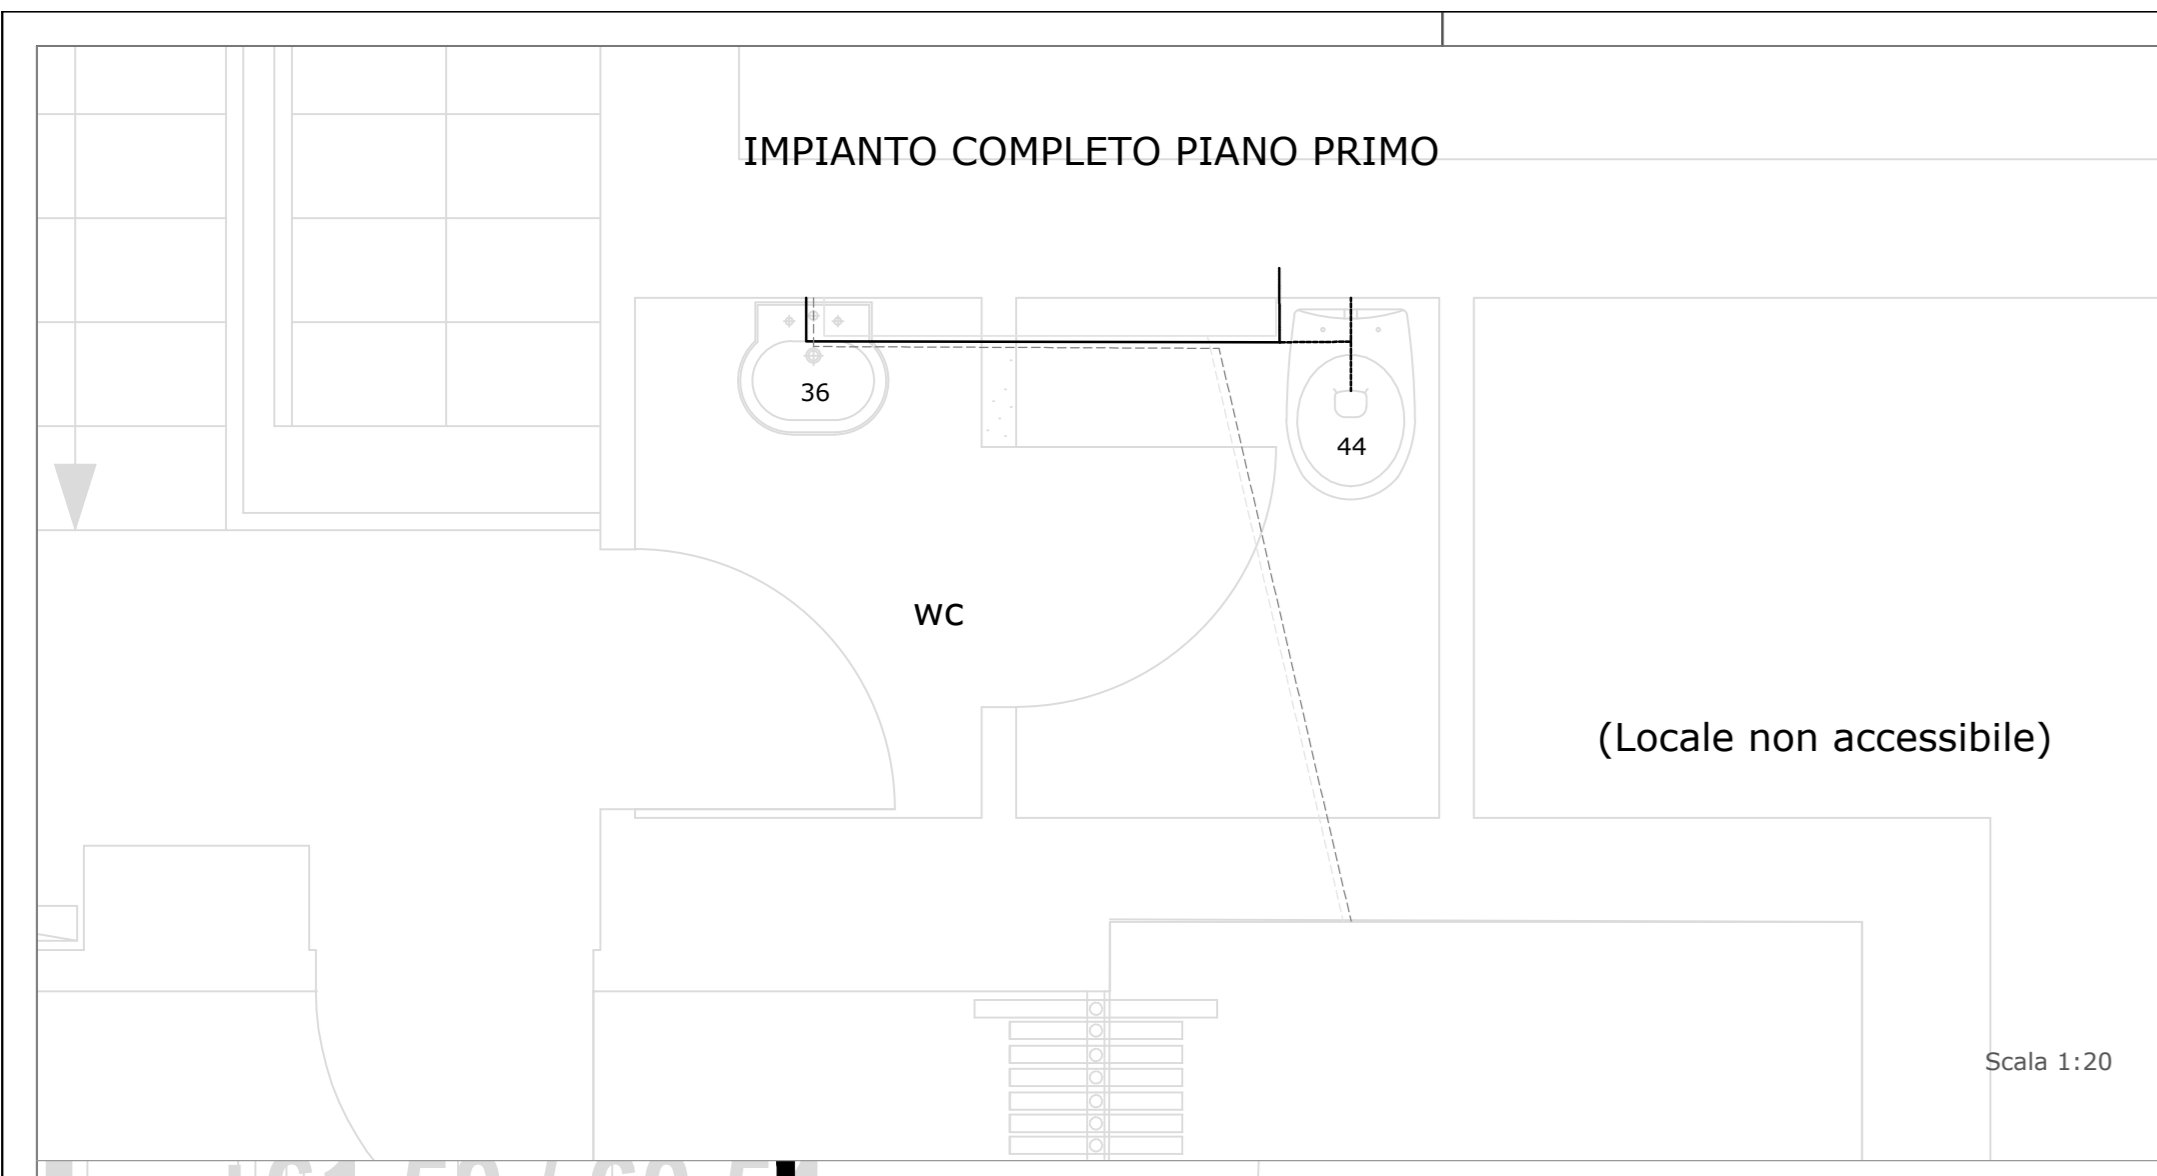 IMPIANTO COMPLETO PIANO PRIMO
36
44
wc
(Locale non accessibile)
Scala 1:20